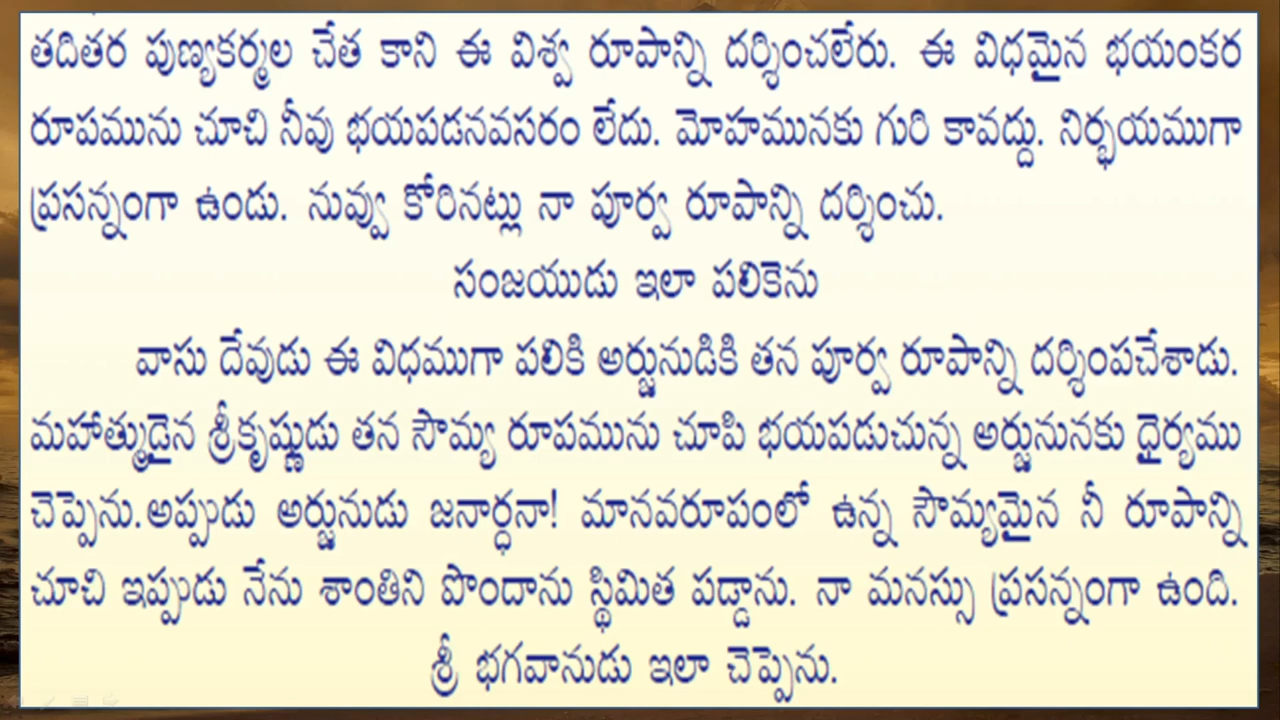 తదితర పుణ్యకర్మల చేత కాని ఈ విశ్వ రూపాన్ని దర్శించలేరు. ఈ విధమైన భయంకర
రూపమును చూచి నీవు భయపడనవసరం లేదు. మోహమునకు గురి కావద్దు. నిర్భయముగా
ప్రసన్నంగా ఉండు. నువ్వు కోరినట్లు నా పూర్వ రూపాన్ని దర్శించు.
సంజయుడు ఇలా పలికెను
వాసు దేవుడు ఈ విధముగా పలికి అర్జునుడికి తన పూర్వ రూపాన్ని దర్శింపచేశాడు.
మహాత్ముడైన శ్రీకృష్ణుడు తన సౌమ్య రూపమును చూపి భయపడుచున్న అర్జునునకు ధైర్యము
చెప్పెను.అప్పుడు అర్జునుడు జనార్ధనా! మానవరూపంలో ఉన్న సౌమ్యమైన నీ రూపాన్ని
చూచి ఇప్పుడు నేను శాంతిని పొందాను స్థిమిత పడ్డాను. నా మనస్సు ప్రసన్నంగా ఉంది.
శ్రీ భగవానుడు ఇలా చెప్పెను.